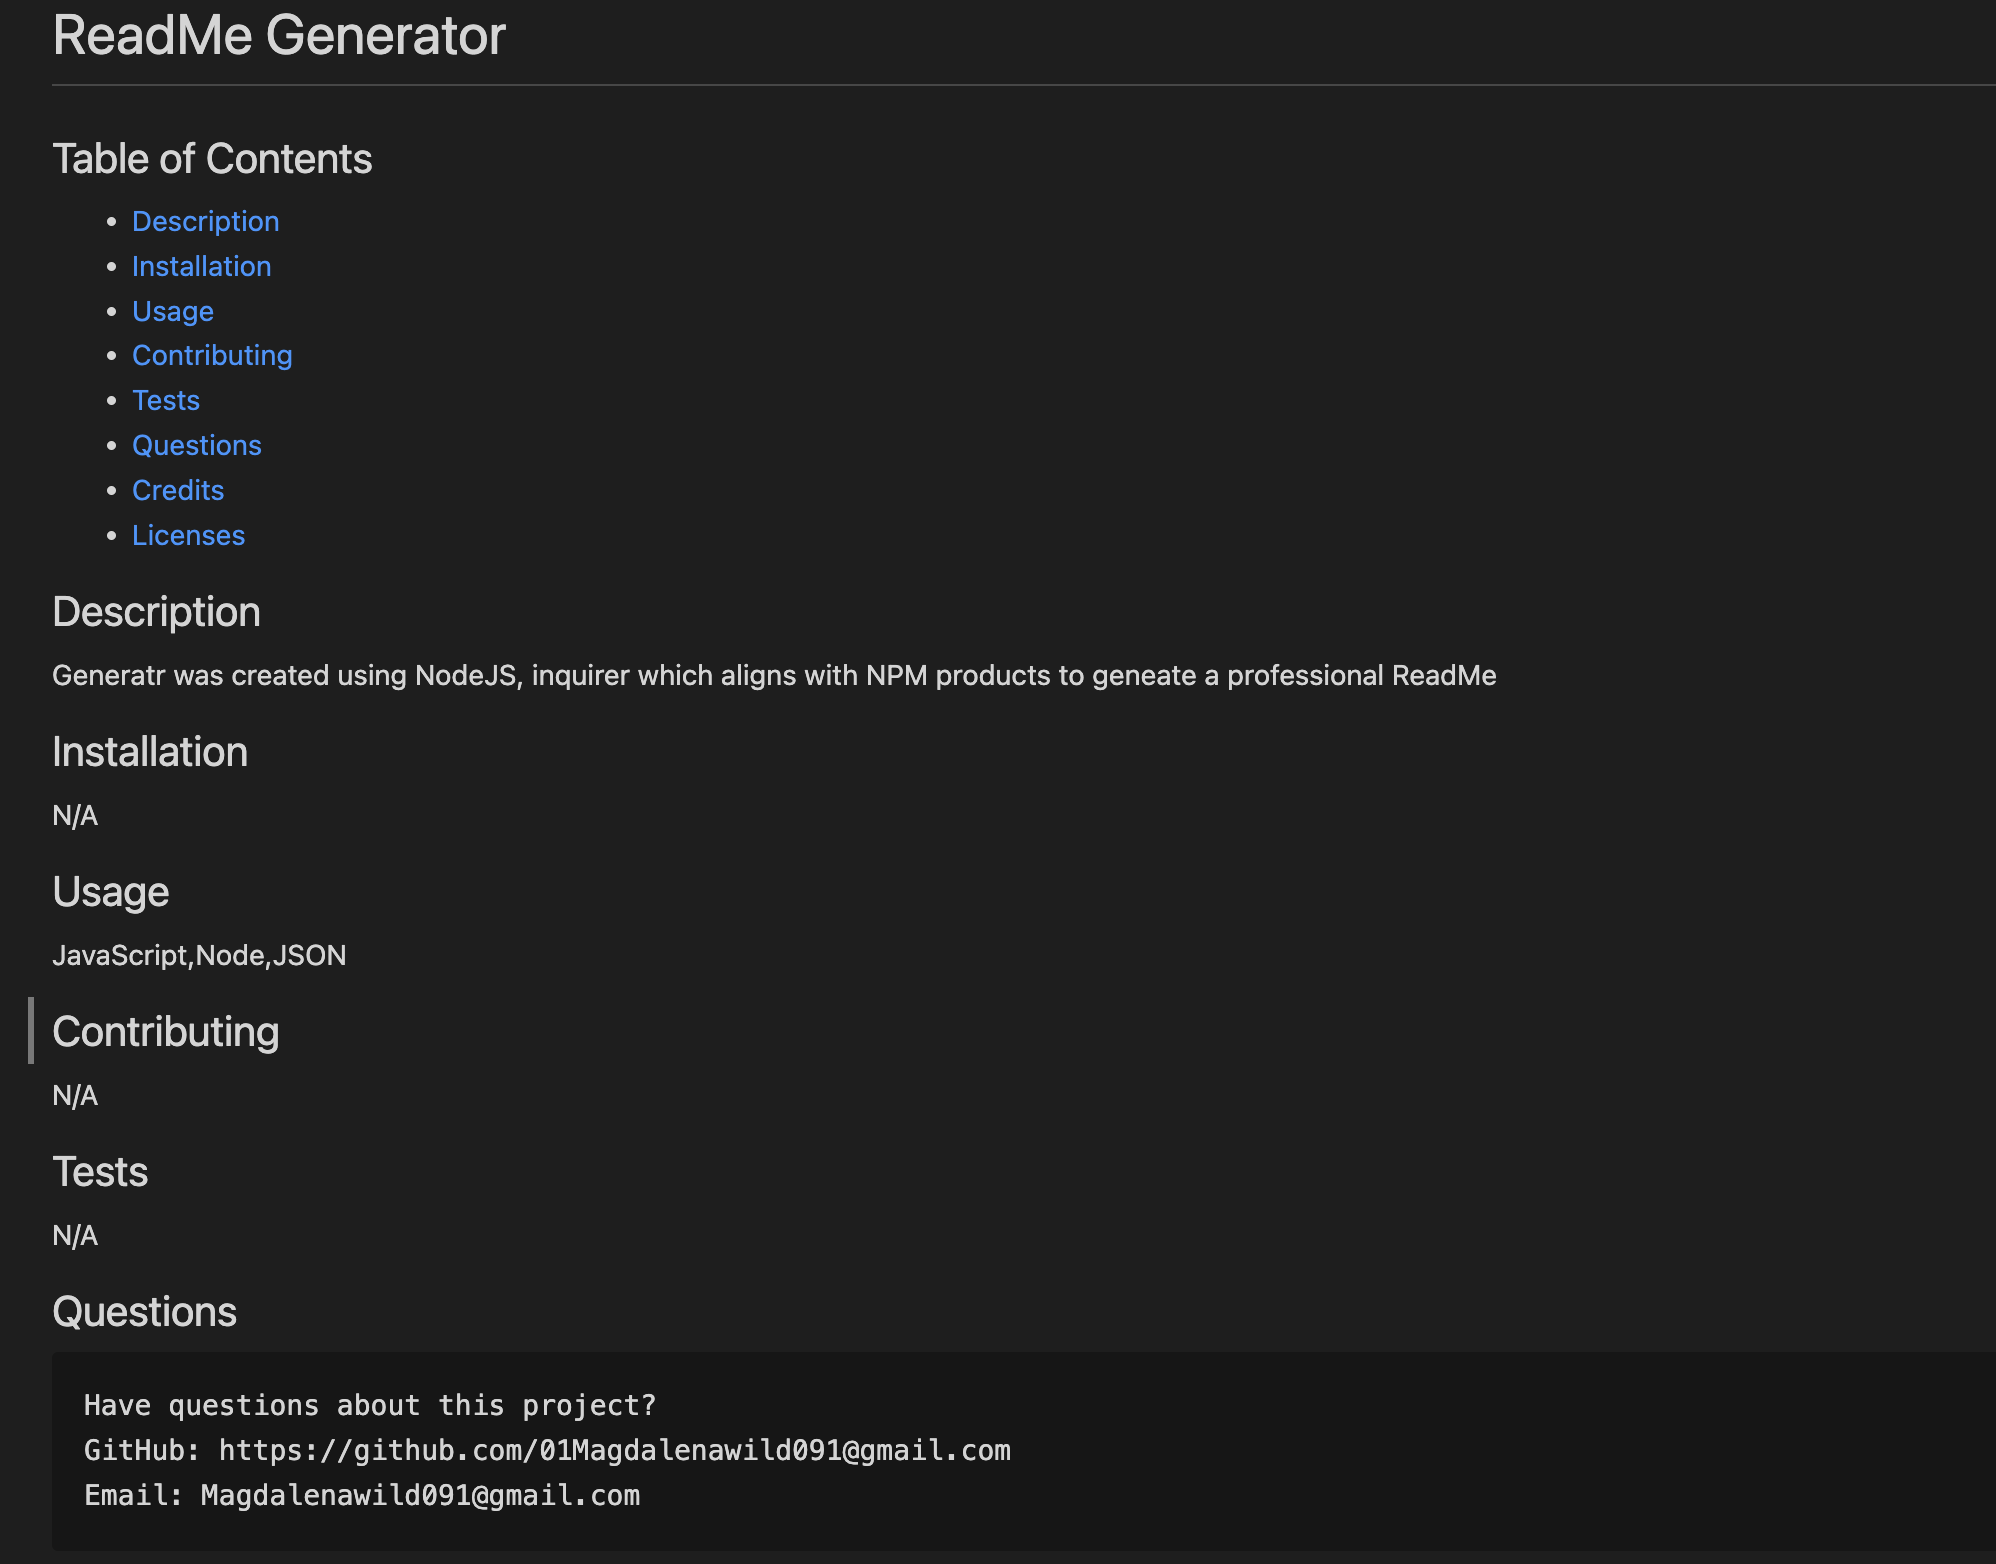 ReadMe Generator
Table of Contents
Description
Installation
Usage
Contributing
Tests
Questions
Credits
Licenses
Description
Generatr was created using NodeJS, inquirer which aligns with NPM products to geneate a professional ReadMe
Installation
N/A
Usage
JavaScript,Node,JSON
Contributing
N/A
Tests
N/A
Questions
Have questions about this project?
GitHub: https://github.com/01Magdalenawild091@gmail.com
Email: Magdalenawild091@gmail.com